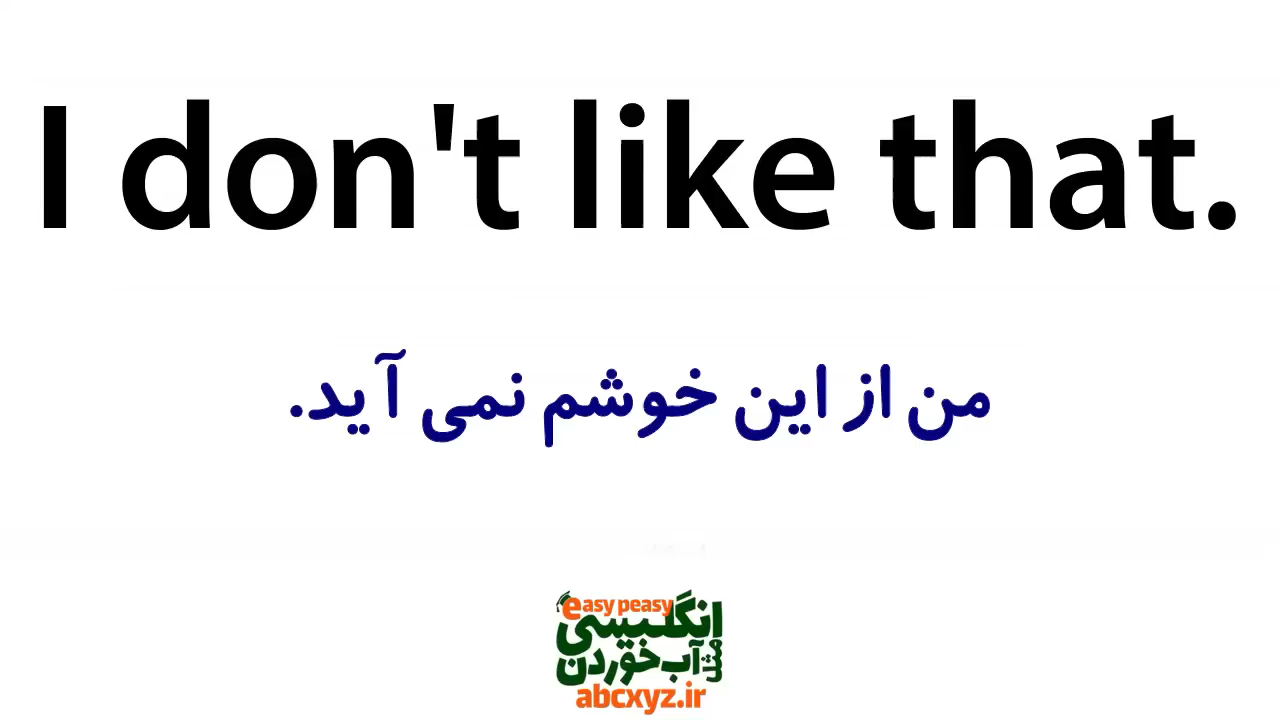 I don't like that.
من از این خوشم نمی آید.
easy peasy
انگلیسی
مثل آب خوردن
abcxyz.ir